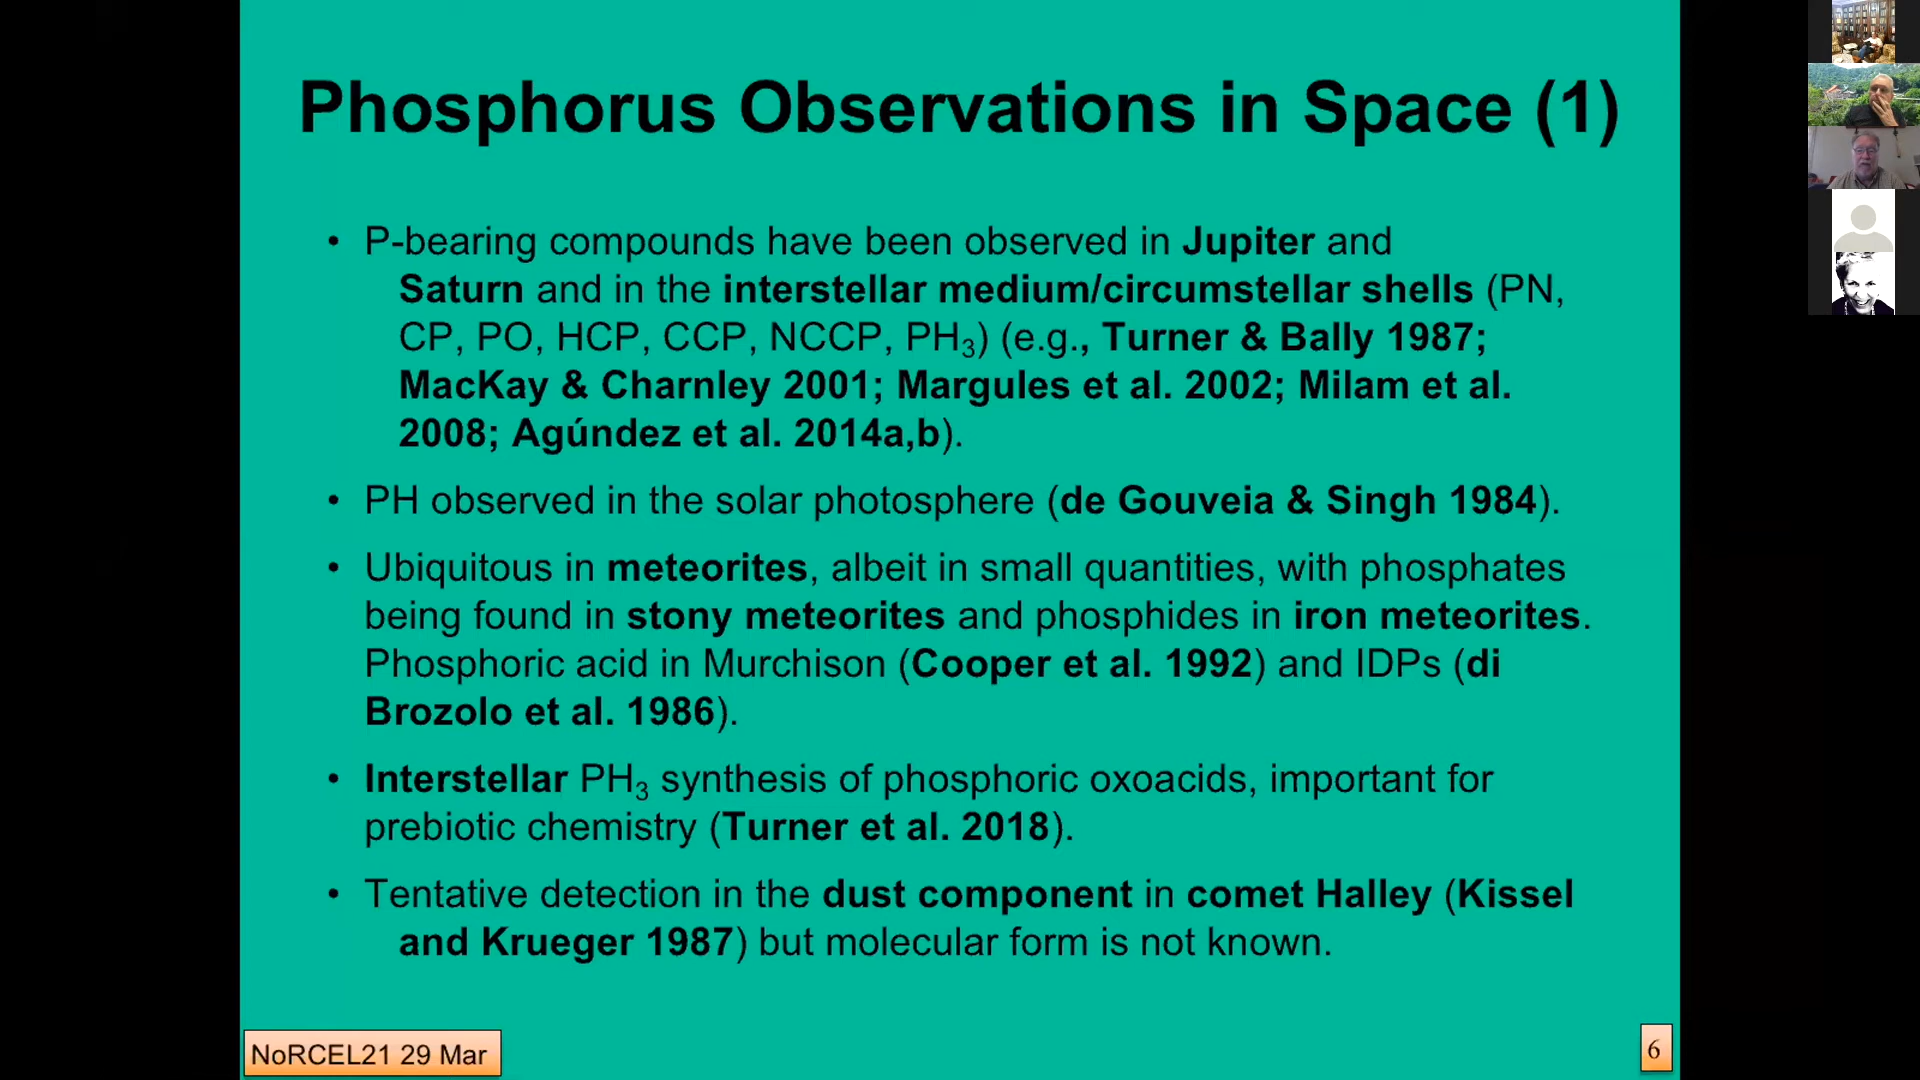 Phosphorus Observations in Space (1)
• P-bearing compounds have been observed in Jupiter and
Saturn and in the interstellar medium/circumstellar shells (PN,
CP, PO, HCP, CCP, NCCP, PH₃) (e.g., Turner & Bally 1987;
MacKay & Charnley 2001; Margules et al. 2002; Milam et al.
2008; Agúndez et al. 2014a,b).
• PH observed in the solar photosphere (de Gouveia & Singh 1984).
• Ubiquitous in meteorites, albeit in small quantities, with phosphates
being found in stony meteorites and phosphides in iron meteorites.
Phosphoric acid in Murchison (Cooper et al. 1992) and IDPs (di
Brozolo et al. 1986).
• Interstellar PH₃ synthesis of phosphoric oxoacids, important for
prebiotic chemistry (Turner et al. 2018).
• Tentative detection in the dust component in comet Halley (Kissel
and Krueger 1987) but molecular form is not known.
NoRCEL21 29 Mar
6